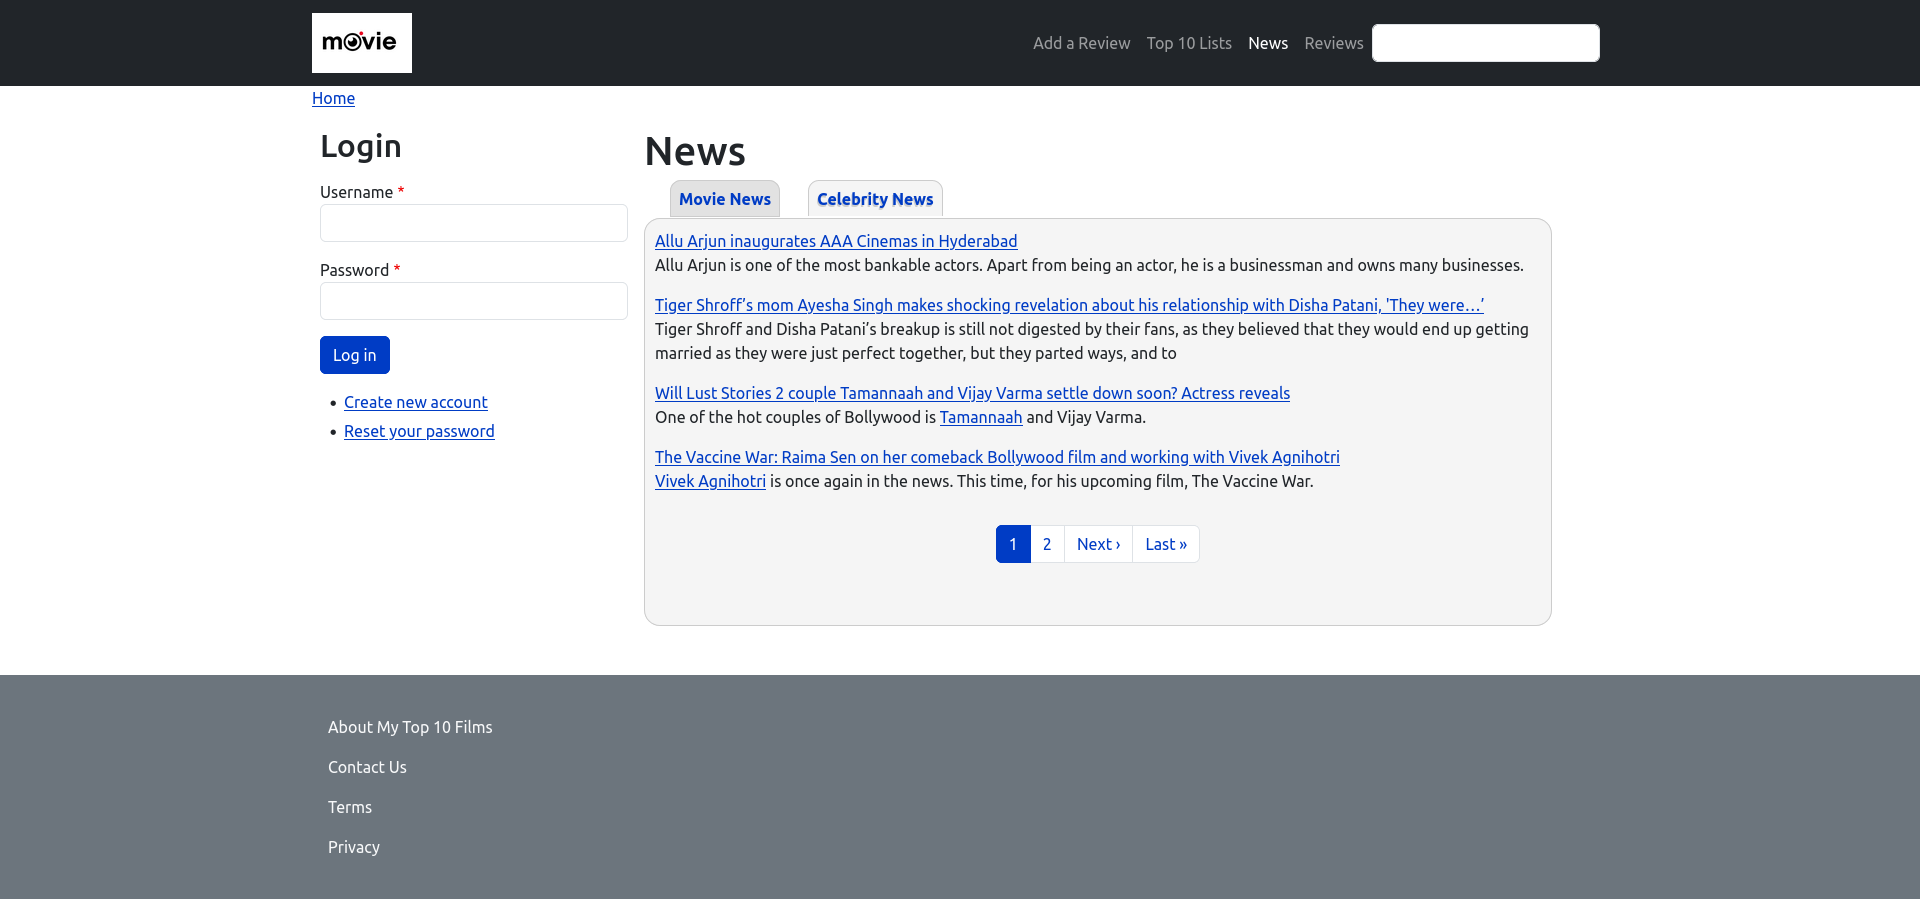 movie
Add a Review
Top 10 Lists
News
Reviews
Home
Login
Username *
Password *
Log in
Create new account
Reset your password
News
Movie News
Celebrity News
Allu Arjun inaugurates AAA Cinemas in Hyderabad
Allu Arjun is one of the most bankable actors. Apart from being an actor, he is a businessman and owns many businesses.
Tiger Shroff’s mom Ayesha Singh makes shocking revelation about his relationship with Disha Patani, 'They were…’
Tiger Shroff and Disha Patani’s breakup is still not digested by their fans, as they believed that they would end up getting
married as they were just perfect together, but they parted ways, and to
Will Lust Stories 2 couple Tamannaah and Vijay Varma settle down soon? Actress reveals
One of the hot couples of Bollywood is Tamannaah and Vijay Varma.
The Vaccine War: Raima Sen on her comeback Bollywood film and working with Vivek Agnihotri
Vivek Agnihotri is once again in the news. This time, for his upcoming film, The Vaccine War.
1 2 Next › Last »
About My Top 10 Films
Contact Us
Terms
Privacy